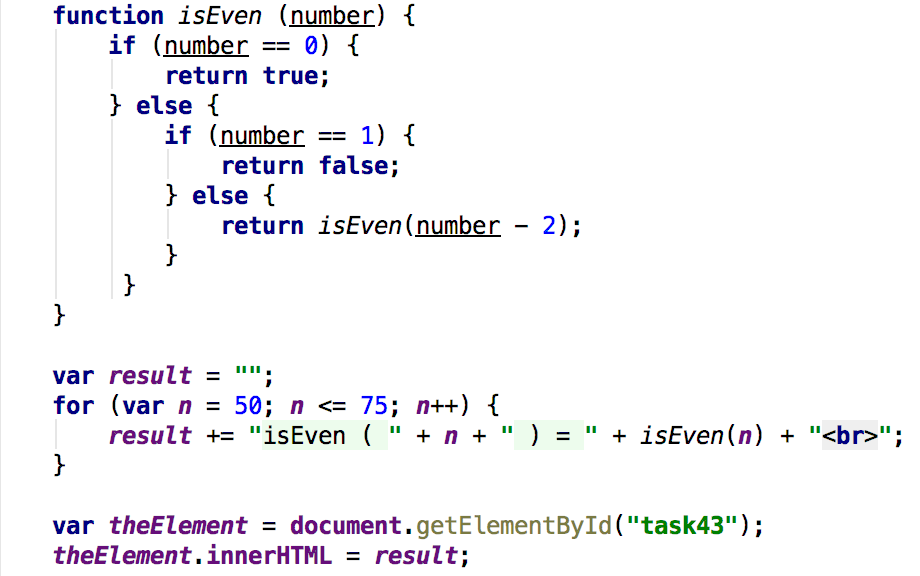 function isEven (number) {
    if (number == 0) {
        return true;
    } else {
        if (number == 1) {
            return false;
        } else {
            return isEven(number - 2);
        }
     }
}

var result = "";
for (var n = 50; n <= 75; n++) {
    result += "isEven ( " + n + " ) = " + isEven(n) + "<br>";
}

var theElement = document.getElementById("task43");
theElement.innerHTML = result;